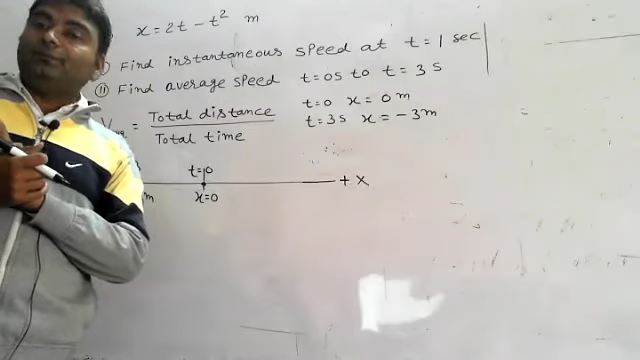 x = 2t - t² m
Find instantaneous speed at t = 1 sec
(ii) Find average speed t = 0s to t = 3 s
= Total distance / Total time
t=0 x = 0 m
t=3s x = -3m
t=0
+ x
m x=0